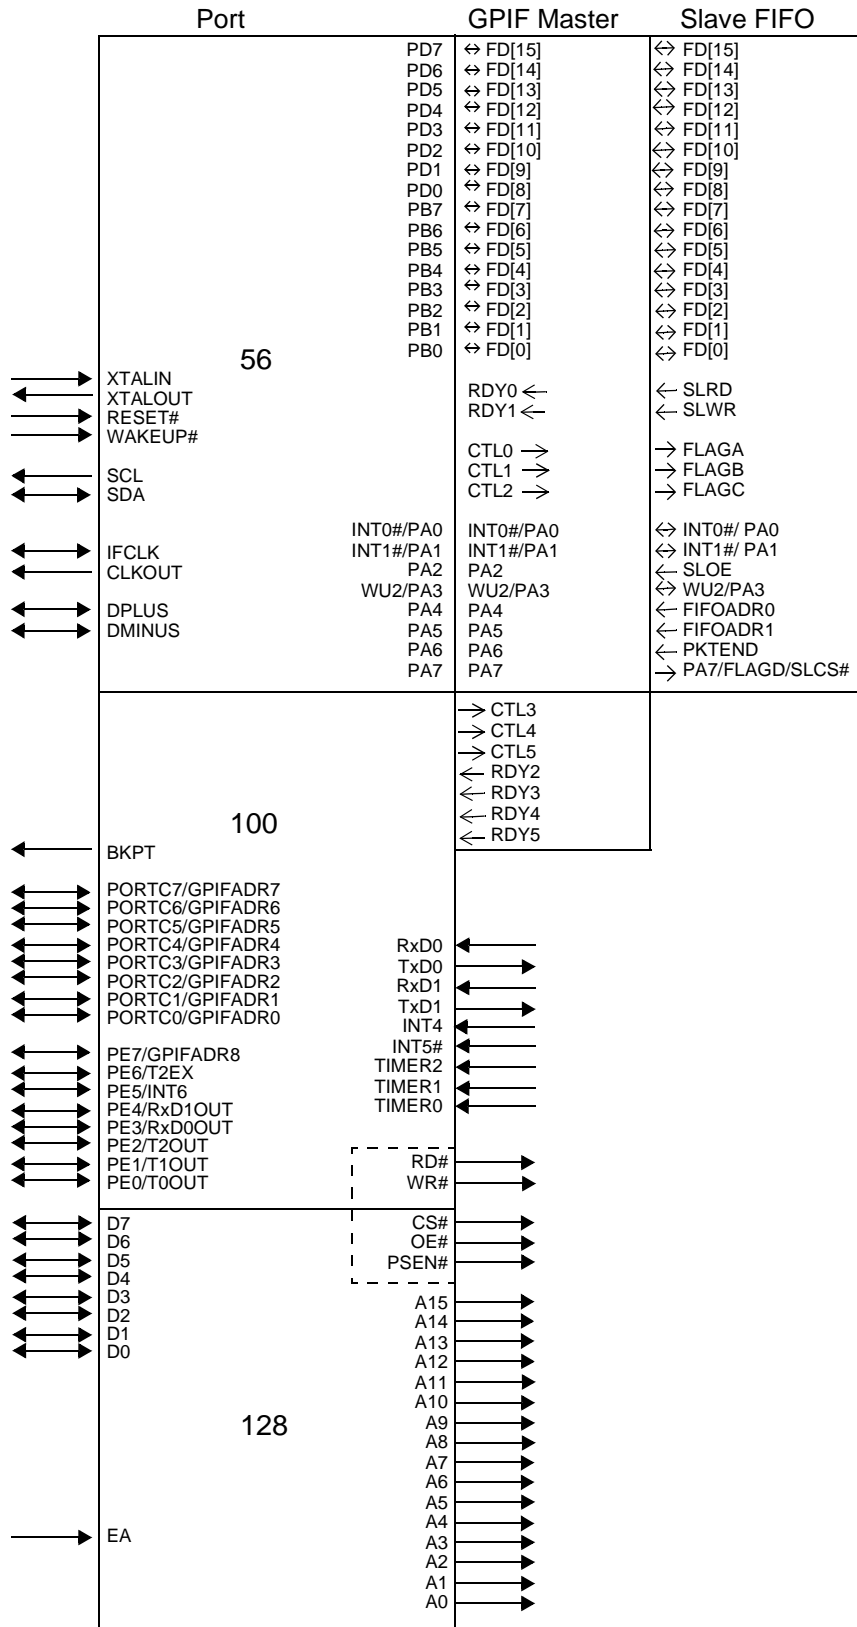 Port GPIF Master Slave FIFO
PD7 FD[15] FD[15]
PD6 FD[14] FD[14]
PD5 FD[13] FD[13]
PD4 FD[12] FD[12]
PD3 FD[11] FD[11]
PD2 FD[10] FD[10]
PD1 FD[9] FD[9]
PD0 FD[8] FD[8]
PB7 FD[7] FD[7]
PB6 FD[6] FD[6]
PB5 FD[5] FD[5]
PB4 FD[4] FD[4]
PB3 FD[3] FD[3]
PB2 FD[2] FD[2]
PB1 FD[1] FD[1]
PB0 FD[0] FD[0]
56
XTALIN
XTALOUT RDY0 SLRD
RESET# RDY1 SLWR
WAKEUP#
CTL0 FLAGA
SCL CTL1 FLAGB
SDA CTL2 FLAGC
INT0#/PA0 INT0#/PA0 INT0#/ PA0
IFCLK INT1#/PA1 INT1#/PA1 INT1#/ PA1
CLKOUT PA2 PA2 SLOE
WU2/PA3 WU2/PA3 WU2/PA3
DPLUS PA4 PA4 FIFOADR0
DMINUS PA5 PA5 FIFOADR1
PA6 PA6 PKTEND
PA7 PA7 PA7/FLAGD/SLCS#
CTL3
CTL4
CTL5
RDY2
RDY3
RDY4
100
RDY5
BKPT
PORTC7/GPIFADR7
PORTC6/GPIFADR6
PORTC5/GPIFADR5
PORTC4/GPIFADR4 RxD0
PORTC3/GPIFADR3 TxD0
PORTC2/GPIFADR2 RxD1
PORTC1/GPIFADR1 TxD1
PORTC0/GPIFADR0 INT4
INT5#
PE7/GPIFADR8 TIMER2
PE6/T2EX TIMER1
PE5/INT6 TIMER0
PE4/RxD1OUT
PE3/RxD0OUT
PE2/T2OUT
PE1/T1OUT RD#
PE0/T0OUT WR#
D7 CS#
D6 OE#
D5 PSEN#
D4
D3 A15
D2 A14
D1 A13
D0 A12
A11
A10
128 A9
A8
A7
A6
A5
A4
EA A3
A2
A1
A0